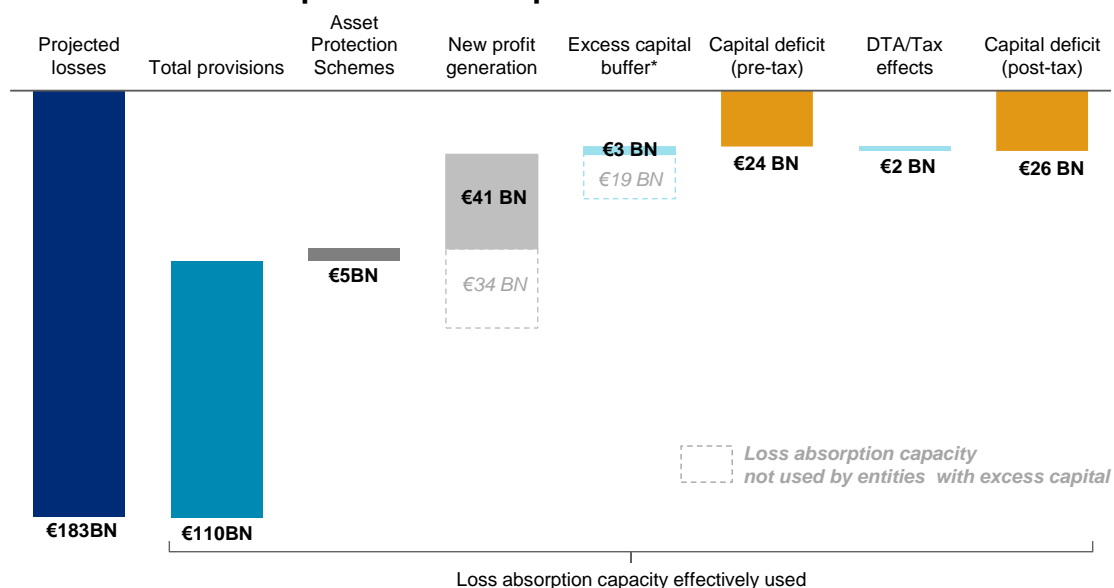 Projected
losses
Total provisions
Asset
Protection
Schemes
New profit
generation
Excess capital
buffer*
Capital deficit
(pre-tax)
DTA/Tax
effects
Capital deficit
(post-tax)
€183BN
€110BN
€5BN
€41 BN
€34 BN
€3 BN
€19 BN
€24 BN
€2 BN
€26 BN
Loss absorption capacity
not used by entities with excess capital
Loss absorption capacity effectively used